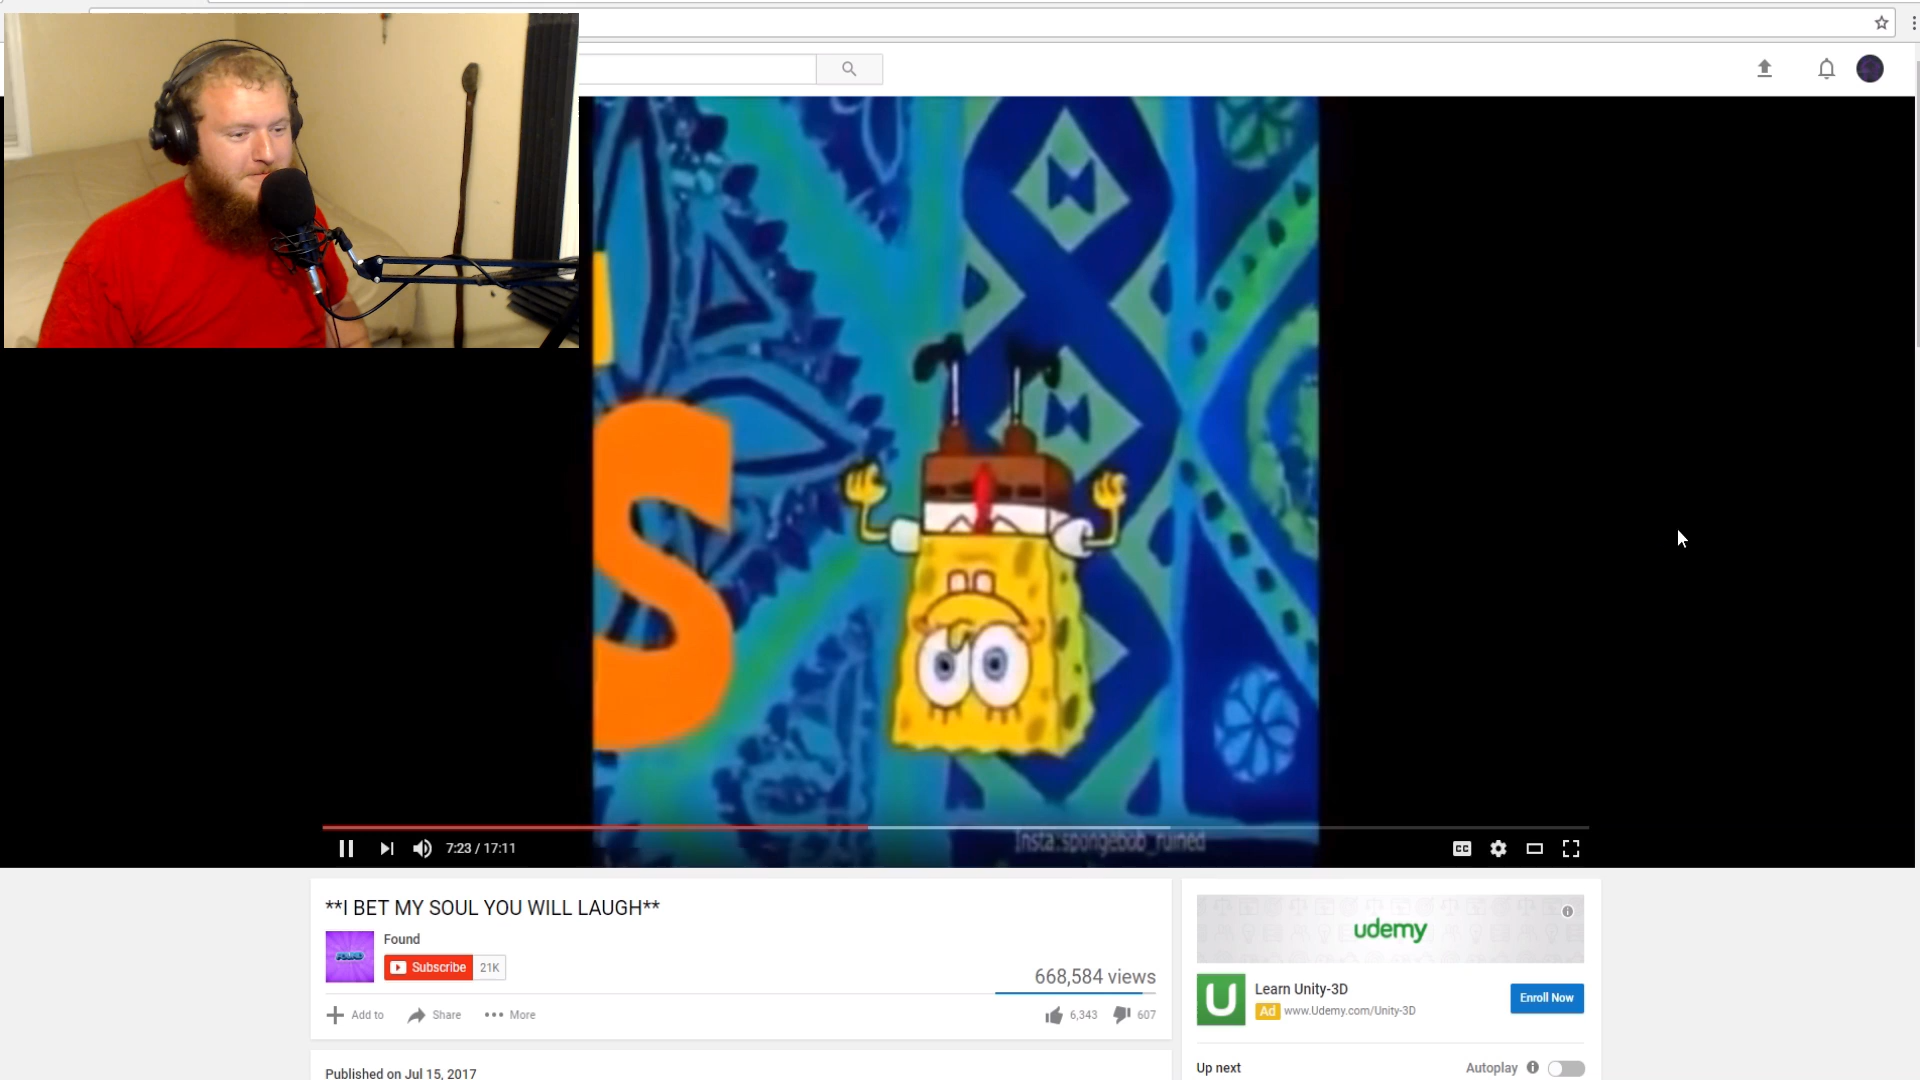 S
Insta:spongebob_ruined
7:23 / 17:11
CC
**I BET MY SOUL YOU WILL LAUGH**
Found
FOUND
Subscribe 21K
668,584 views
Add to Share More
6,343 607
Published on Jul 15, 2017
udemy
U
Learn Unity-3D
Ad www.Udemy.com/Unity-3D
Enroll Now
Up next
Autoplay